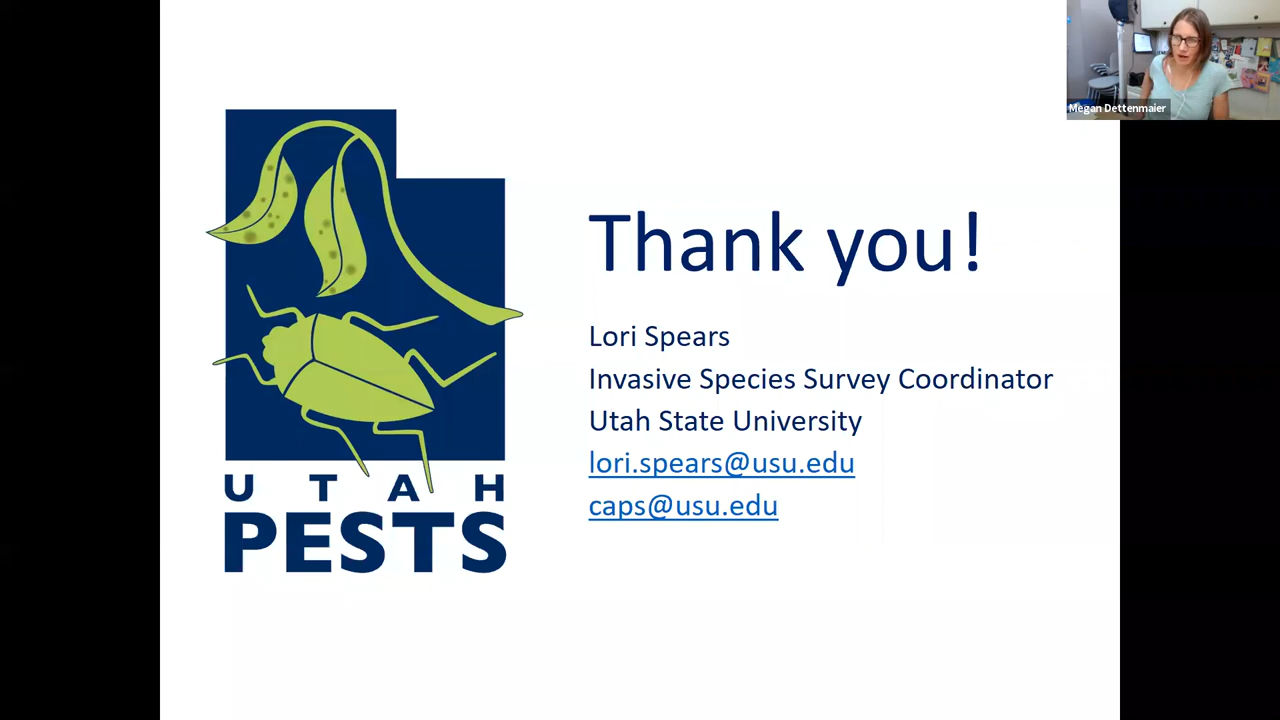 Megan Dettenmaier
Thank you!
Lori Spears
Invasive Species Survey Coordinator
Utah State University
lori.spears@usu.edu
caps@usu.edu
UTAH
PESTS